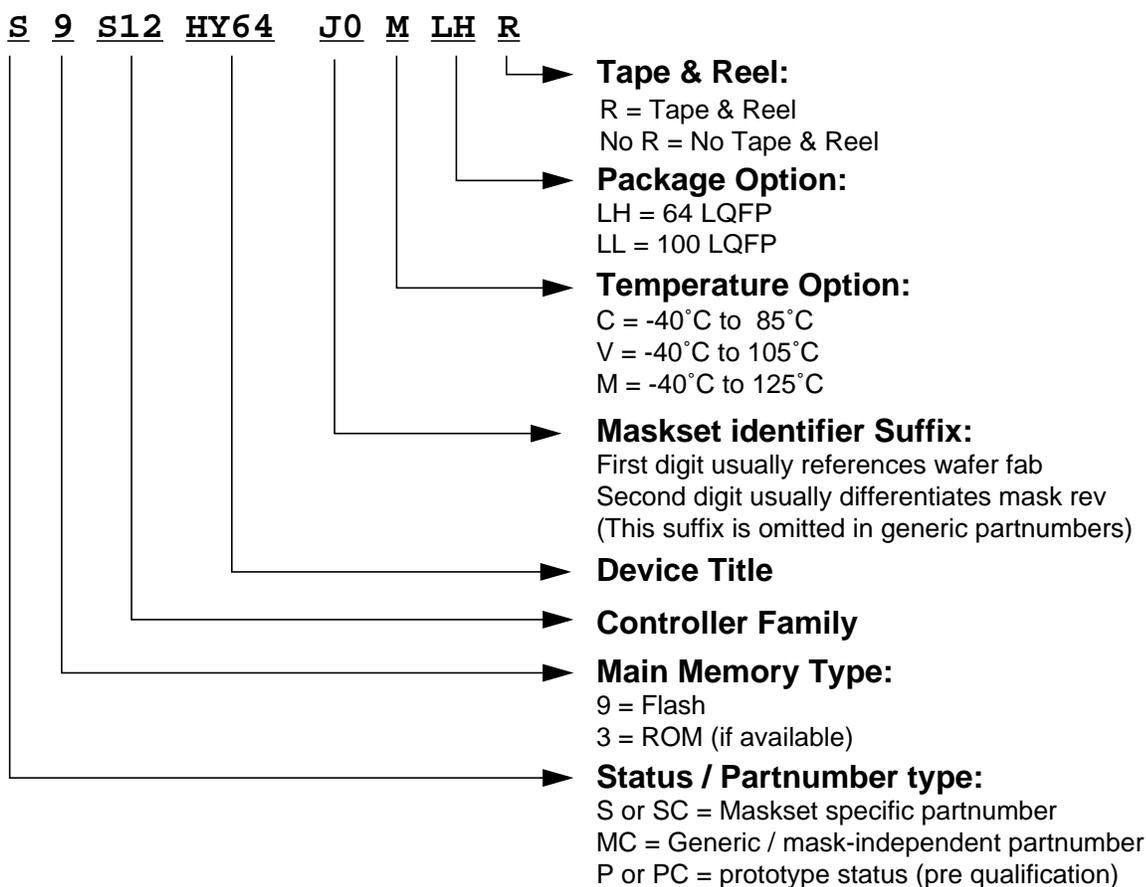 S 9 S12 HY64 J0 M LH R
Tape & Reel:
R = Tape & Reel
No R = No Tape & Reel
Package Option:
LH = 64 LQFP
LL = 100 LQFP
Temperature Option:
C = -40˚C to 85˚C
V = -40˚C to 105˚C
M = -40˚C to 125˚C
Maskset identifier Suffix:
First digit usually references wafer fab
Second digit usually differentiates mask rev
(This suffix is omitted in generic partnumbers)
Device Title
Controller Family
Main Memory Type:
9 = Flash
3 = ROM (if available)
Status / Partnumber type:
S or SC = Maskset specific partnumber
MC = Generic / mask-independent partnumber
P or PC = prototype status (pre qualification)